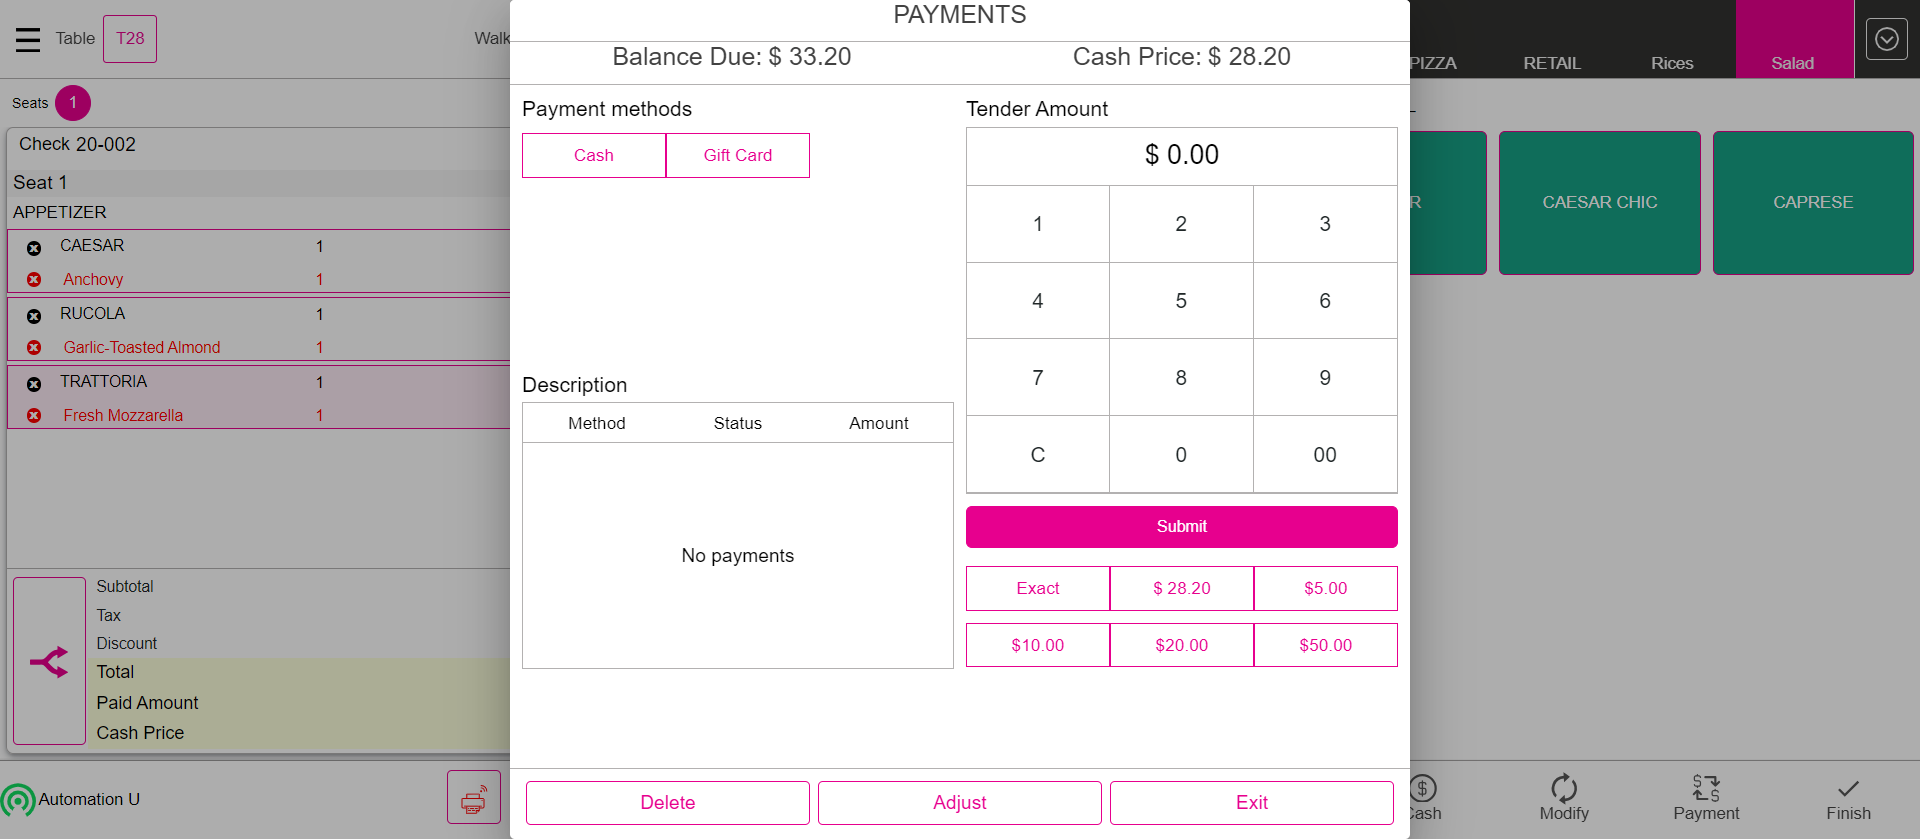 Table
T28
Walk
PAYMENTS
Balance Due: $ 33.20
Cash Price: $ 28.20
PIZZA
RETAIL
Rices
Salad
Seats
1
Check 20-002
Seat 1
APPETIZER
CAESAR 1
Anchovy 1
RUCOLA 1
Garlic-Toasted Almond 1
TRATTORIA 1
Fresh Mozzarella 1
Subtotal
Tax
Discount
Total
Paid Amount
Cash Price
Automation U
Payment methods
Cash
Gift Card
Description
Method Status Amount
No payments
Tender Amount
$ 0.00
1 2 3
4 5 6
7 8 9
C 0 00
Submit
Exact $ 28.20 $5.00
$10.00 $20.00 $50.00
Delete
Adjust
Exit
R
CAESAR CHIC
CAPRESE
Cash
Modify
Payment
Finish